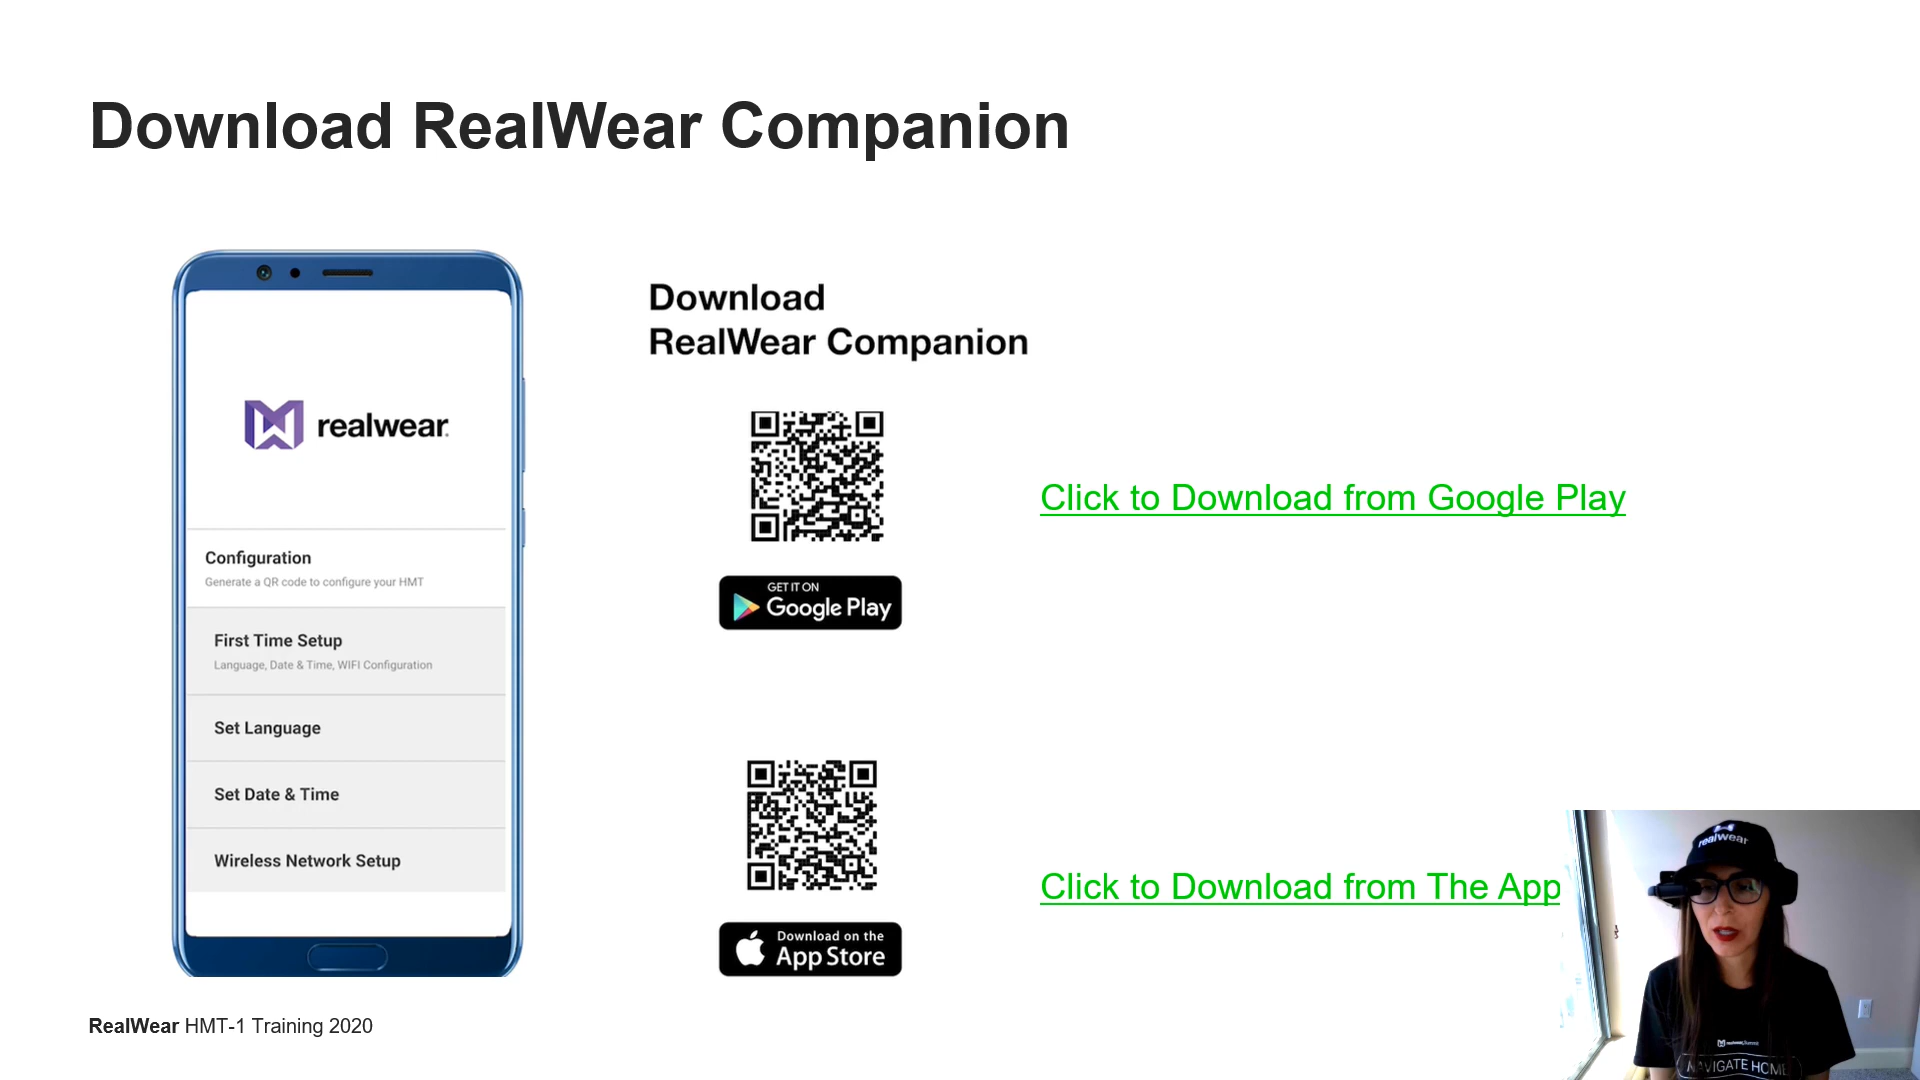 Download RealWear Companion
realwear
Configuration
Generate a QR code to configure your HMT
First Time Setup
Language, Date & Time, WIFI Configuration
Set Language
Set Date & Time
Wireless Network Setup
Download
RealWear Companion
GET IT ON
Google Play
Click to Download from Google Play
Download on the
App Store
Click to Download from The App
realwear
NAVIGATE HOME
RealWear HMT-1 Training 2020